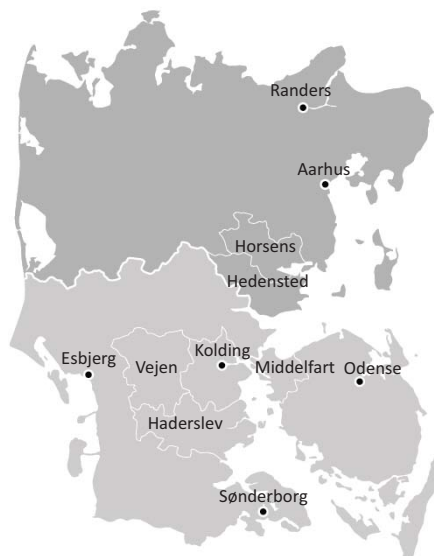 Randers
Aarhus
Horsens
Hedensted
Kolding
Esbjerg
Vejen
Middelfart
Odense
Haderslev
Sønderborg